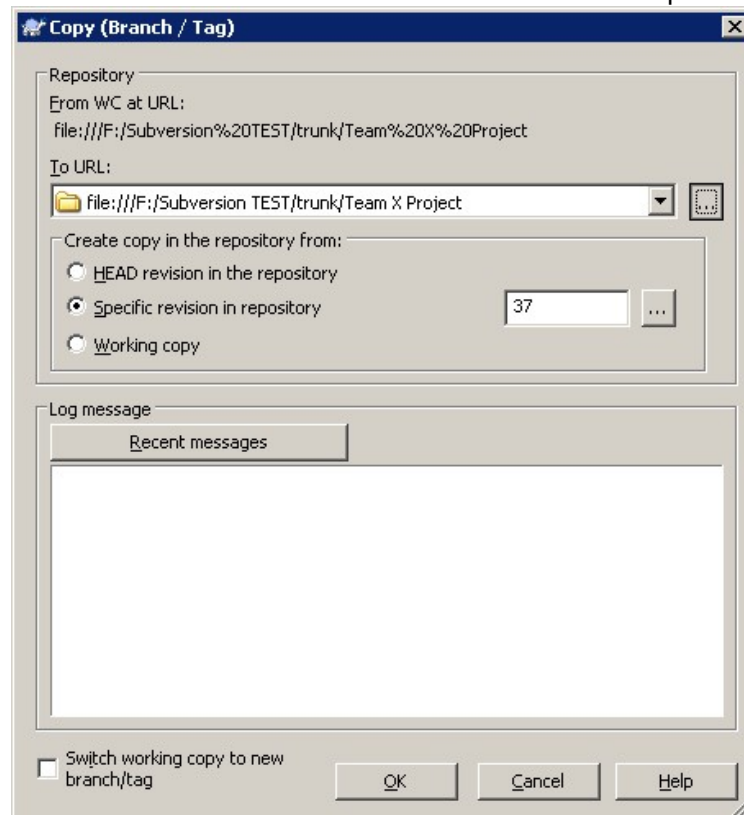 Copy (Branch / Tag)
Repository
From WC at URL:
file:///F:/Subversion%20TEST/trunk/Team%20X%20Project
To URL:
file:///F:/Subversion TEST/trunk/Team X Project
...
Create copy in the repository from:
HEAD revision in the repository
Specific revision in repository
37
...
Working copy
Log message
Recent messages
Switch working copy to new
branch/tag
OK
Cancel
Help